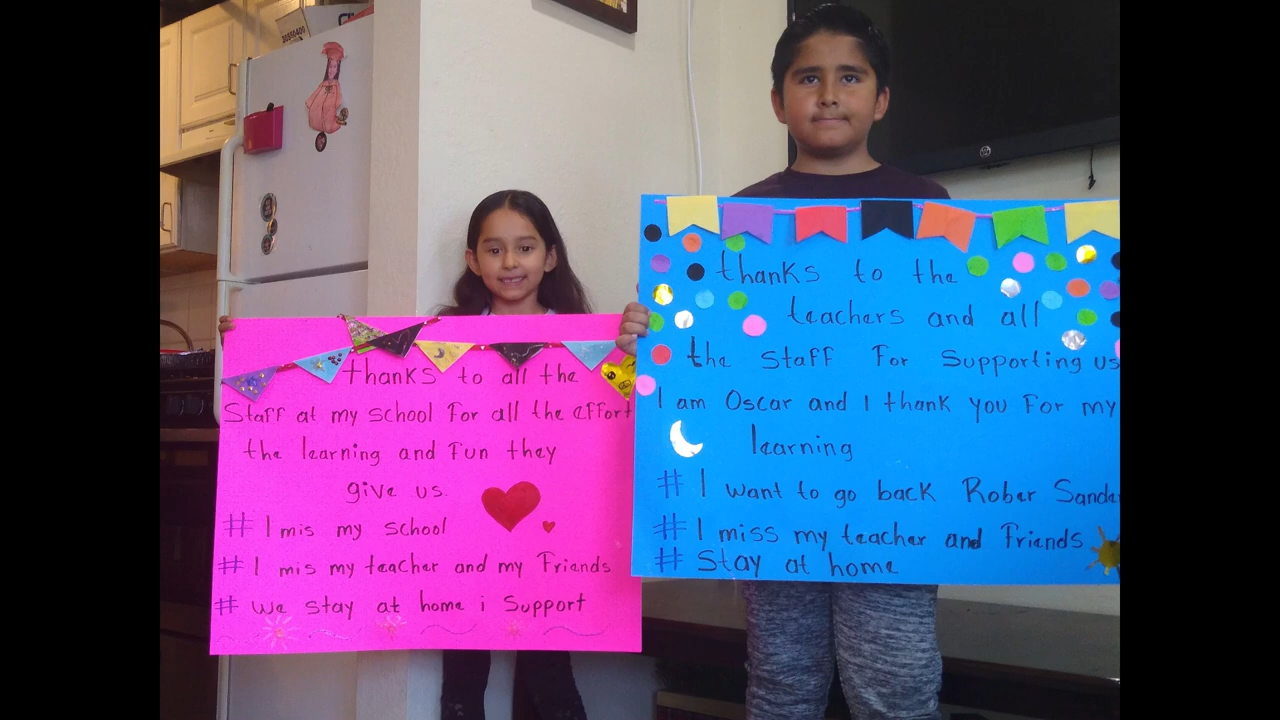 thanks to all the
Staff at my school for all the effort
the learning and fun they
give us.
# I mis my school
# I mis my teacher and my Friends
# we stay at home i Support
thanks to the
teachers and all
the Staff For Supporting us
I am Oscar and I thank you For my
learning
# I want to go back Rober Sande
# I miss my teacher and Friends
# Stay at home